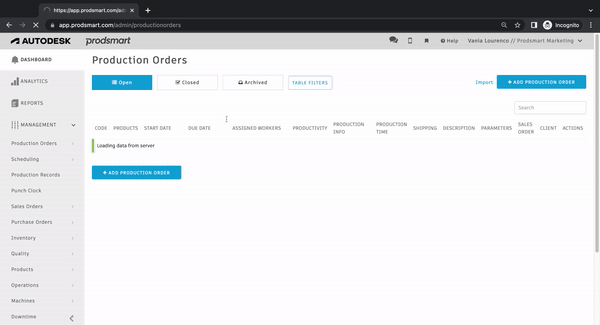 https://app.prodsmart.com/adm
app.prodsmart.com/admin/productionorders
Incognito
AUTODESK prodsmart
Help
Vania Lourenco // Prodsmart Marketing
DASHBOARD
ANALYTICS
REPORTS
MANAGEMENT
Production Orders
Scheduling
Production Records
Punch Clock
Sales Orders
Purchase Orders
Inventory
Quality
Products
Operations
Machines
Downtime
Production Orders
Open
Closed
Archived
TABLE FILTERS
Import
+ ADD PRODUCTION ORDER
Search
CODE PRODUCTS START DATE DUE DATE ASSIGNED WORKERS PRODUCTIVITY PRODUCTION INFO PRODUCTION TIME SHIPPING DESCRIPTION PARAMETERS SALES ORDER CLIENT ACTIONS
Loading data from server
+ ADD PRODUCTION ORDER